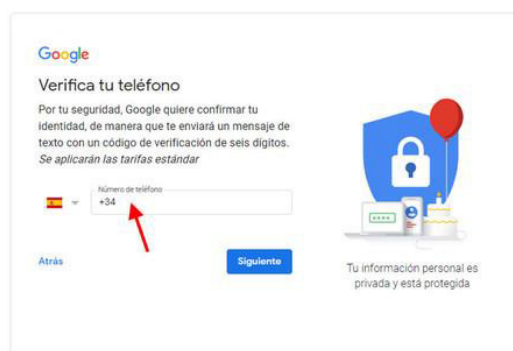 Google
Verifica tu teléfono
Por tu seguridad, Google quiere confirmar tu
identidad, de manera que te enviará un mensaje de
texto con un código de verificación de seis dígitos.
Se aplicarán las tarifas estándar
Número de teléfono
+34
Atrás
Siguiente
Tu información personal es
privada y está protegida